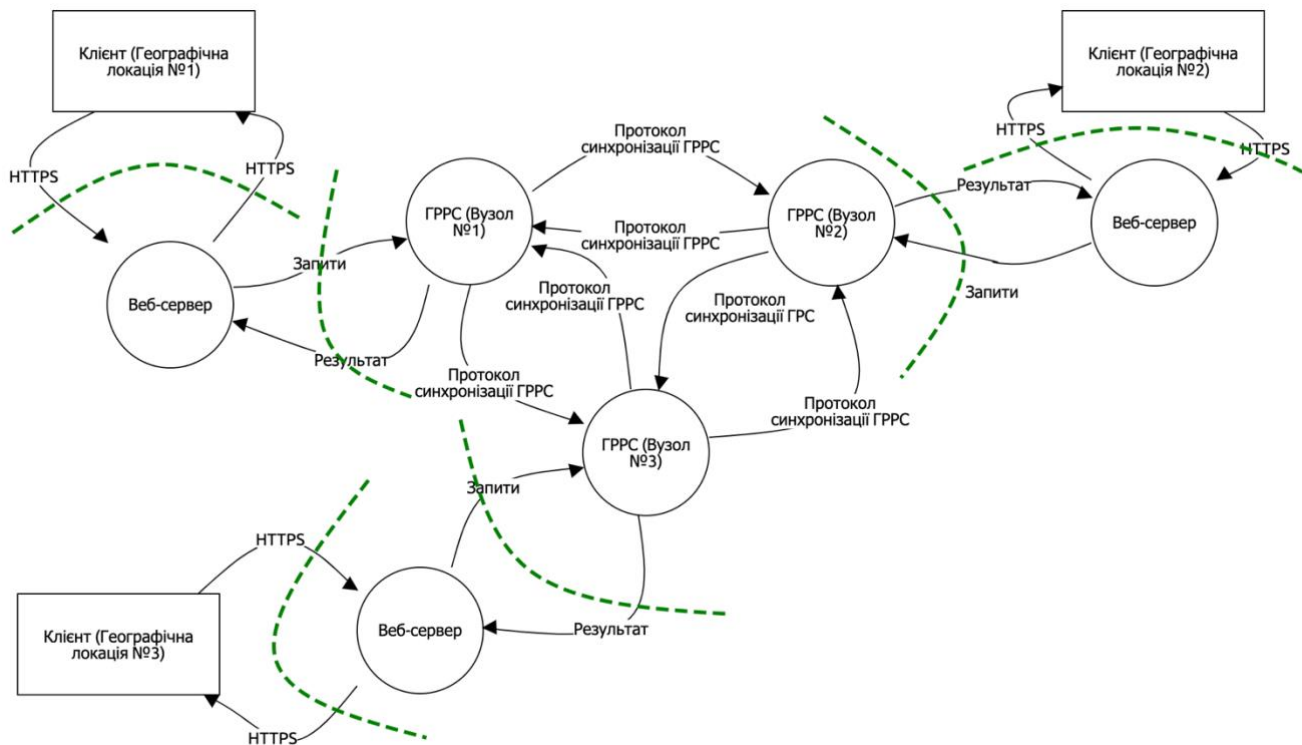 Клієнт (Географічна
локація №1)
Клієнт (Географічна
локація №2)
HTTPS
HTTPS
HTTPS
HTTPS
Протокол
синхронізації ГРРС
ГРРС (Вузол
№1)
ГРРС (Вузол
№2)
Результат
Веб-сервер
Протокол
синхронізації ГРРС
Запити
Веб-сервер
Запити
Протокол
синхронізації ГРРС
Протокол
синхронізації ГРС
Результат
Протокол
синхронізації ГРРС
Протокол
синхронізації ГРРС
ГРРС (Вузол
№3)
Запити
HTTPS
Клієнт (Географічна
локація №3)
Веб-сервер
Результат
HTTPS